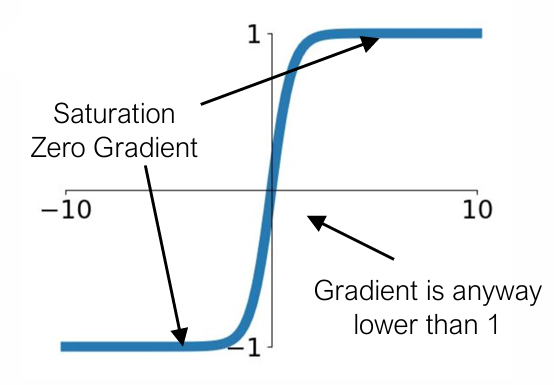 1
Saturation
Zero Gradient
−10
10
Gradient is anyway
lower than 1
−1